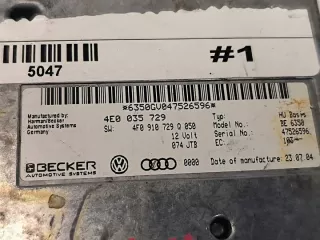 #1
5047
*6350GV047526596*
Manufactured by:
Harman/Becker
Automotive Systems
Germany
4E0 035 729
SW: 4F0 910 729 Q 050
12 Volt
074 JTB
Typ: HU Basis
Model No.: BE 6350
Serial No.: 47526596
EC:
BECKER
AUTOMOTIVE SYSTEMS
0000
Date of manufacture: 23.07.04